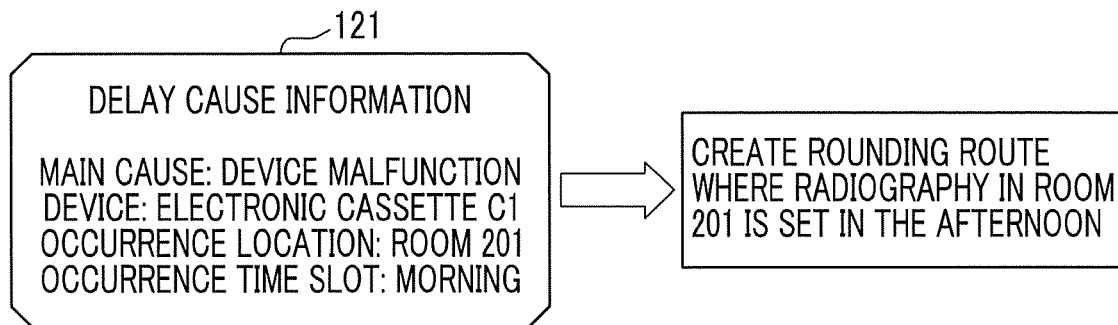 121
DELAY CAUSE INFORMATION
MAIN CAUSE: DEVICE MALFUNCTION
DEVICE: ELECTRONIC CASSETTE C1
OCCURRENCE LOCATION: ROOM 201
OCCURRENCE TIME SLOT: MORNING
CREATE ROUNDING ROUTE
WHERE RADIOGRAPHY IN ROOM
201 IS SET IN THE AFTERNOON